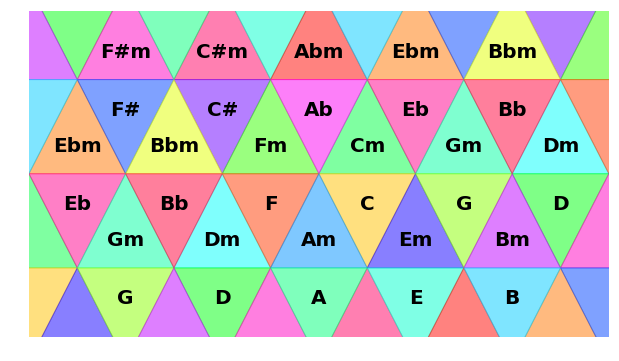 F#m C#m Abm Ebm Bbm
F# C# Ab Eb Bb
Ebm Bbm Fm Cm Gm Dm
Eb Bb F C G D
Gm Dm Am Em Bm
G D A E B